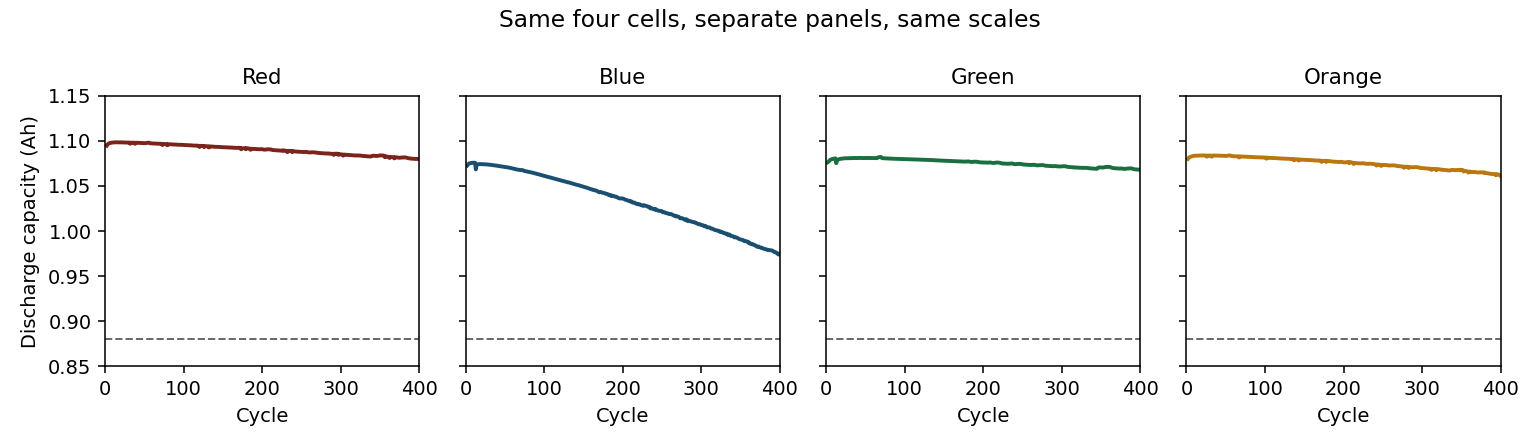 Same four cells, separate panels, same scales
Red
Blue
Green
Orange
Discharge capacity (Ah)
1.15
1.10
1.05
1.00
0.95
0.90
0.85
0 100 200 300 400
0 100 200 300 400
0 100 200 300 400
0 100 200 300 400
Cycle
Cycle
Cycle
Cycle